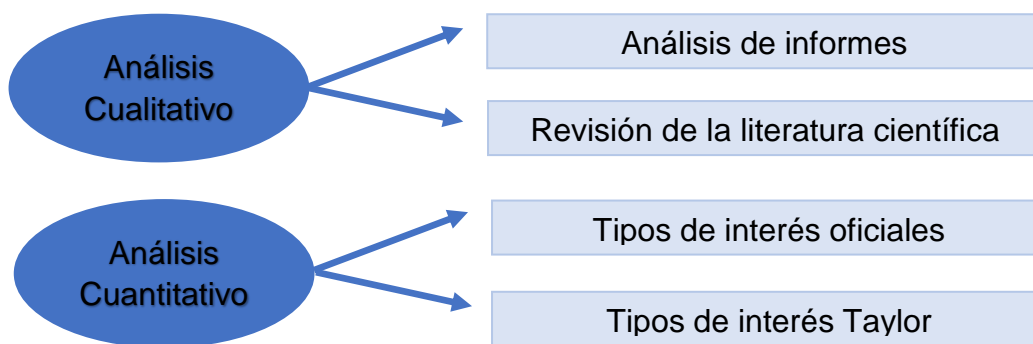 Análisis
Cualitativo
Análisis de informes
Revisión de la literatura científica
Análisis
Cuantitativo
Tipos de interés oficiales
Tipos de interés Taylor